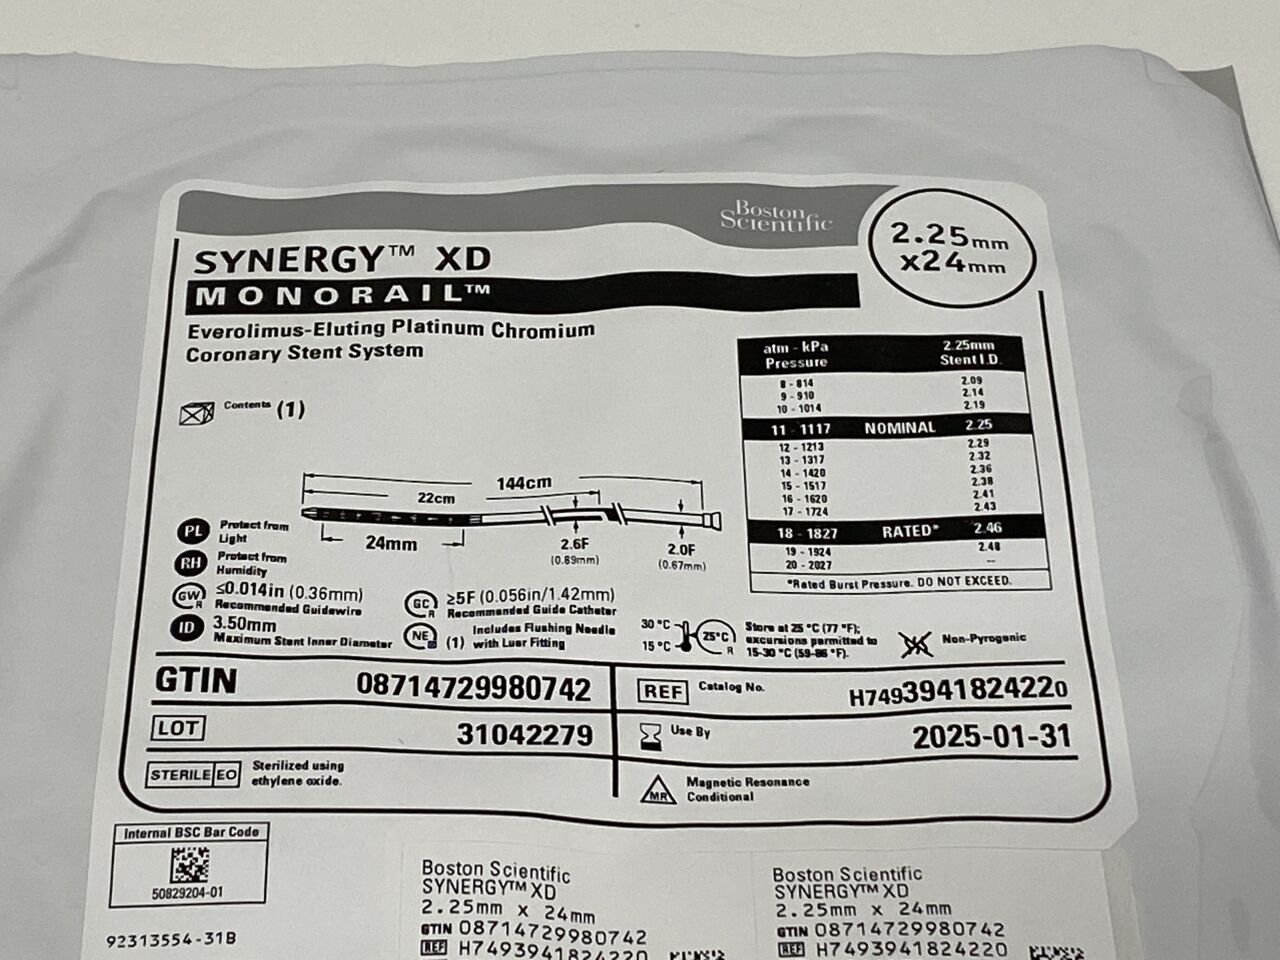 Boston
Scientific
2.25mm
x24mm
SYNERGY™ XD
MONORAIL™
Everolimus-Eluting Platinum Chromium
Coronary Stent System
Contents (1)
atm - kPa 2.25mm
Pressure Stent I.D.
8 - 814 2.09
9 - 910 2.14
10 - 1014 2.19
11 - 1117 NOMINAL 2.25
12 - 1213 2.29
13 - 1317 2.32
14 - 1420 2.36
15 - 1517 2.38
16 - 1620 2.41
17 - 1724 2.43
18 - 1827 RATED* 2.46
19 - 1924 2.48
20 - 2027 --
*Rated Burst Pressure. DO NOT EXCEED.
144cm
22cm
24mm
2.6F
(0.89mm)
2.0F
(0.67mm)
PL Protect from
Light
RH Protect from
Humidity
GW R ≤0.014in (0.36mm)
Recommended Guidewire
ID 3.50mm
Maximum Stent Inner Diameter
GC R ≥5F (0.056in/1.42mm)
Recommended Guide Catheter
NE (1) Includes Flushing Needle
with Luer Fitting
30 °C
15 °C
25°C R
Store at 25 °C (77 °F);
excursions permitted to
15-30 °C (59-86 °F).
Non-Pyrogenic
GTIN 08714729980742
REF Catalog No. H7493941824220
LOT 31042279
Use By 2025-01-31
STERILE EO Sterilized using
ethylene oxide.
MR Magnetic Resonance
Conditional
Internal BSC Bar Code
50829204-01
92313554-31B
Boston Scientific
SYNERGY™ XD
2.25mm x 24mm
GTIN 08714729980742
REF H7493941824220
Boston Scientific
SYNERGY™ XD
2.25mm x 24mm
GTIN 08714729980742
REF H7493941824220